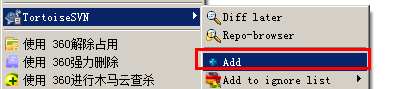 TortoiseSVN
使用 360解除占用
使用 360强力删除
使用 360进行木马云查杀
Diff later
Repo-browser
Add
Add to ignore list